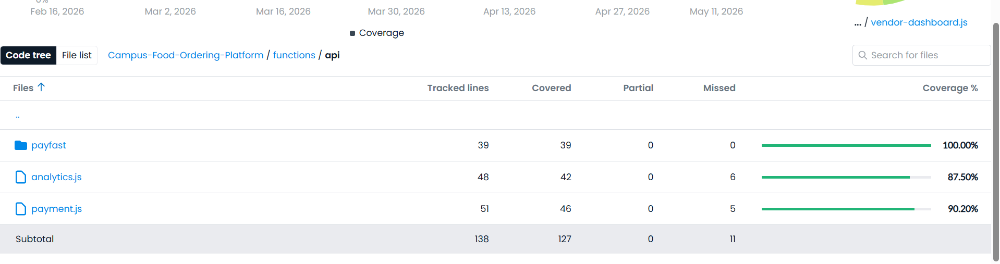 0%
Feb 16, 2026 Mar 2, 2026 Mar 16, 2026 Mar 30, 2026 Apr 13, 2026 Apr 27, 2026 May 11, 2026
... / vendor-dashboard.js
Coverage
Code tree File list Campus-Food-Ordering-Platform / functions / api Search for files
Files ↑ Tracked lines Covered Partial Missed Coverage %
..
payfast 39 39 0 0 100.00%
analytics.js 48 42 0 6 87.50%
payment.js 51 46 0 5 90.20%
Subtotal 138 127 0 11